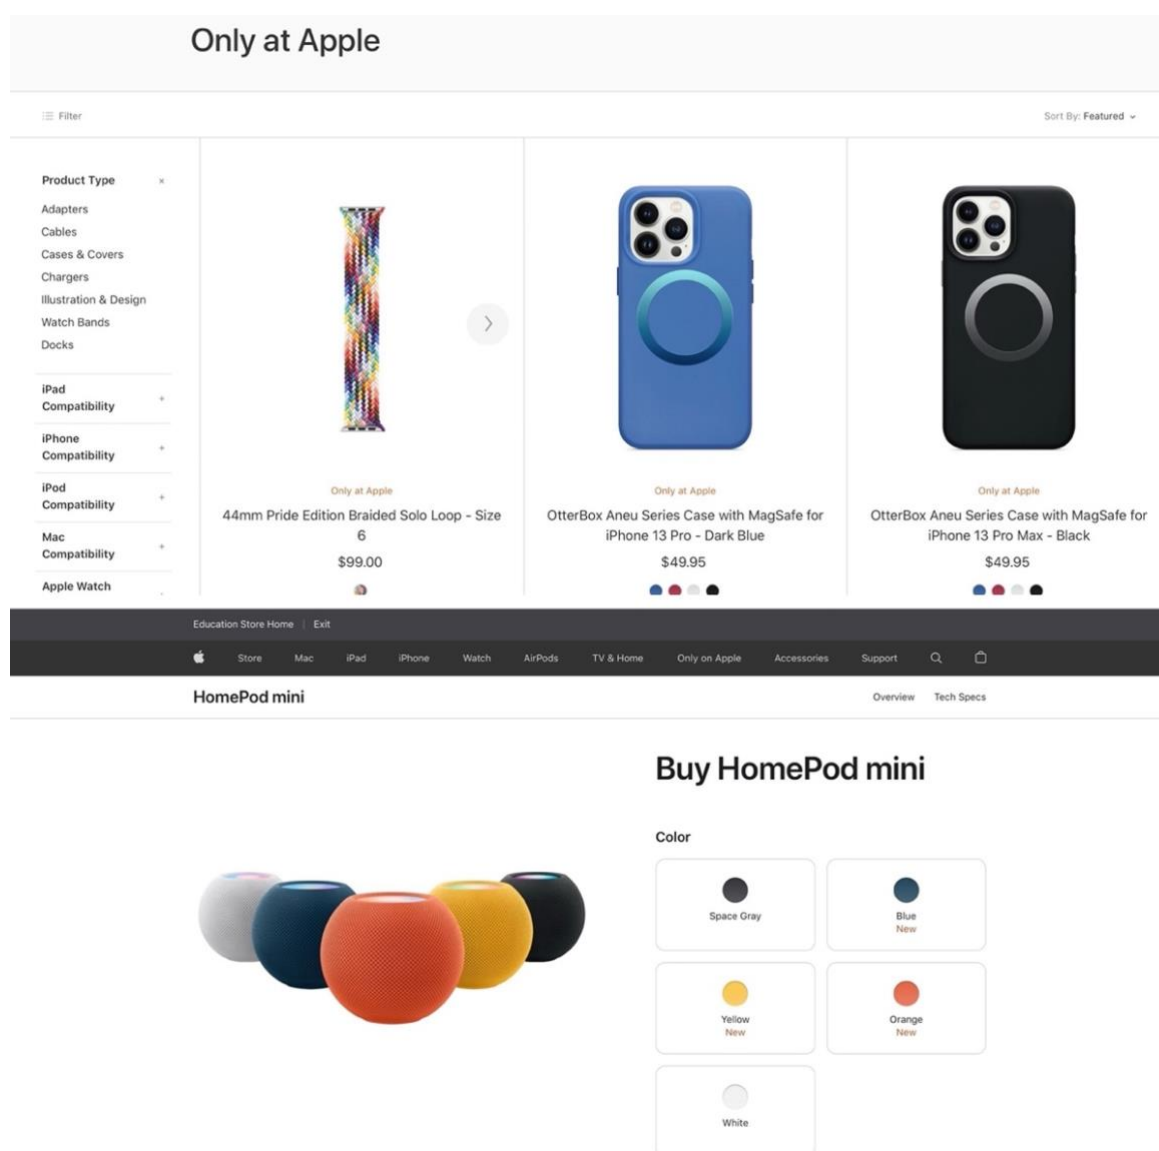 Only at Apple
Filter
Sort By: Featured
Product Type
Adapters
Cables
Cases & Covers
Chargers
Illustration & Design
Watch Bands
Docks
iPad
Compatibility
iPhone
Compatibility
iPod
Compatibility
Mac
Compatibility
Apple Watch
Only at Apple
44mm Pride Edition Braided Solo Loop - Size
6
$99.00
Only at Apple
OtterBox Aneu Series Case with MagSafe for
iPhone 13 Pro - Dark Blue
$49.95
Only at Apple
OtterBox Aneu Series Case with MagSafe for
iPhone 13 Pro Max - Black
$49.95
Education Store Home | Exit
Store Mac iPad iPhone Watch AirPods TV & Home Only on Apple Accessories Support
HomePod mini
Overview Tech Specs
Buy HomePod mini
Color
Space Gray
Blue
New
Yellow
New
Orange
New
White